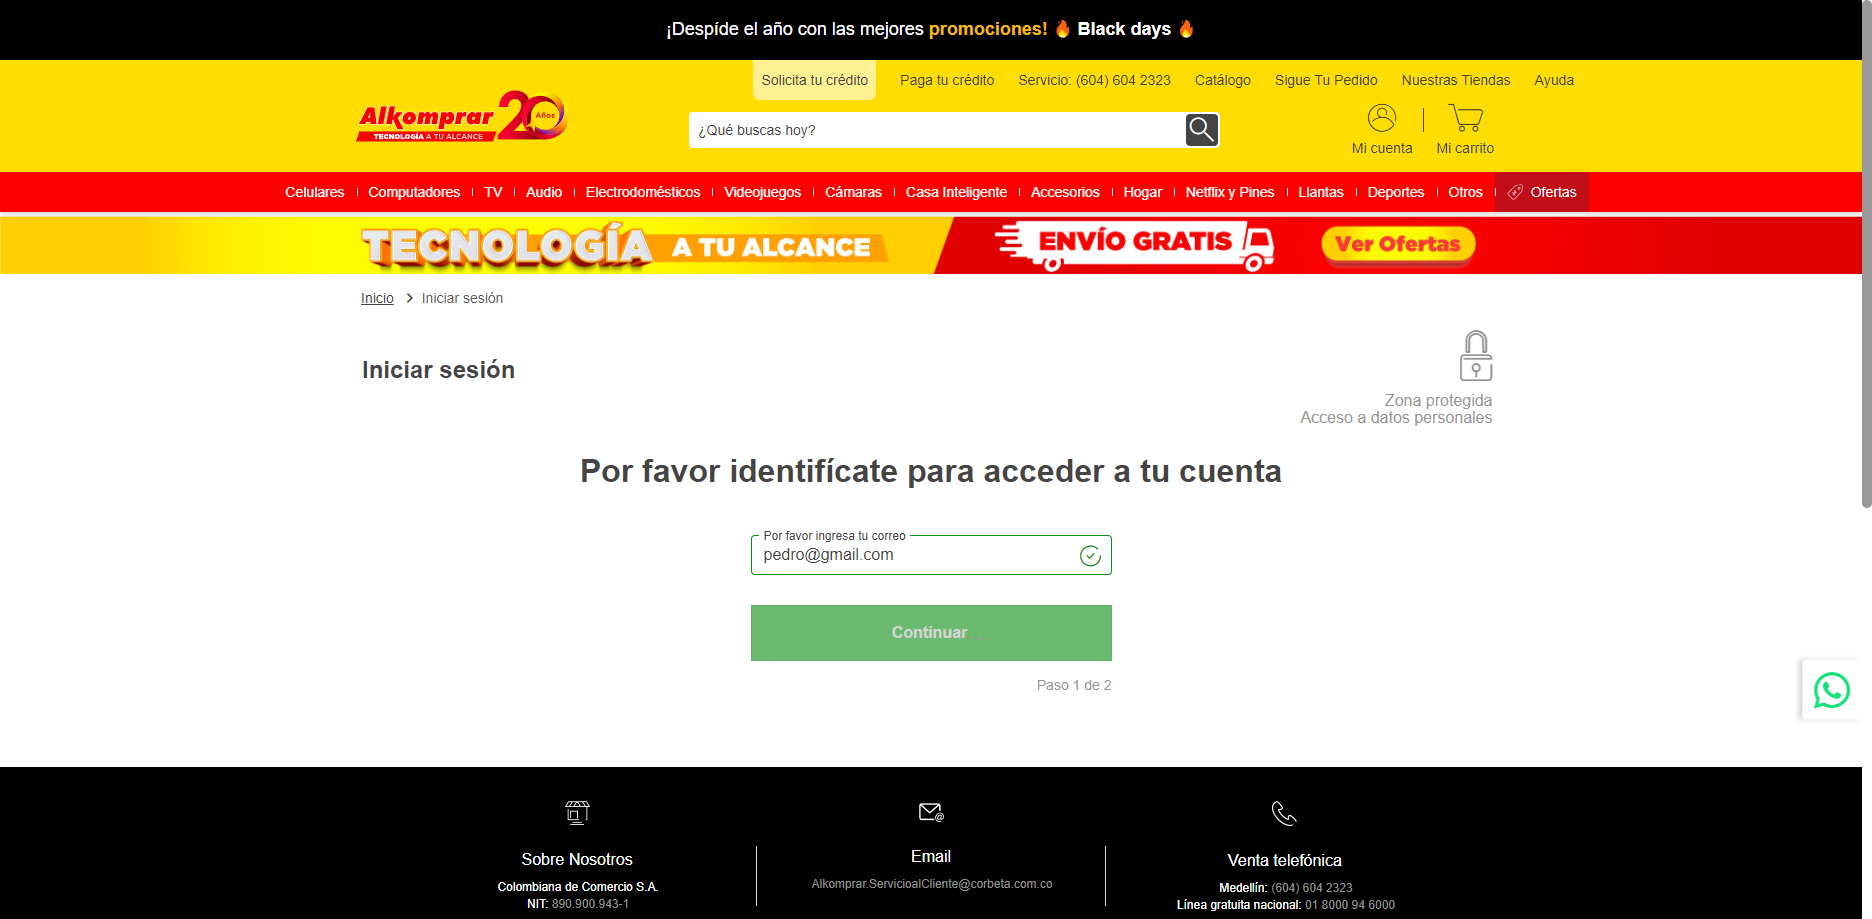 ¡Despíde el año con las mejores promociones! 🔥 Black days 🔥
Solicita tu crédito
Paga tu crédito
Servicio: (604) 604 2323
Catálogo
Sigue Tu Pedido
Nuestras Tiendas
Ayuda
Alkomprar 20 Años
TECNOLOGÍA A TU ALCANCE
¿Qué buscas hoy?
Mi cuenta
Mi carrito
Celulares
Computadores
TV
Audio
Electrodomésticos
Videojuegos
Cámaras
Casa Inteligente
Accesorios
Hogar
Netflix y Pines
Llantas
Deportes
Otros
Ofertas
TECNOLOGÍA A TU ALCANCE
ENVÍO GRATIS
Ver Ofertas
Inicio
Iniciar sesión
Iniciar sesión
Zona protegida
Acceso a datos personales
Por favor identifícate para acceder a tu cuenta
Por favor ingresa tu correo
pedro@gmail.com
Continuar...
Paso 1 de 2
Sobre Nosotros
Colombiana de Comercio S.A.
NIT: 890.900.943-1
Email
Alkomprar.ServicioalCliente@corbeta.com.co
Venta telefónica
Medellín: (604) 604 2323
Línea gratuita nacional: 01 8000 94 6000